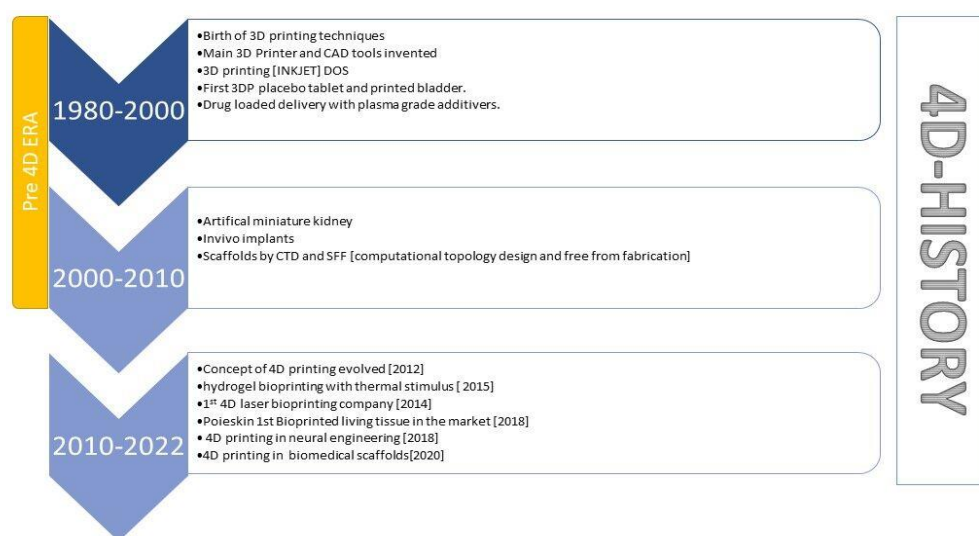 Pre 4D ERA
1980-2000
•Birth of 3D printing techniques
•Main 3D Printer and CAD tools invented
•3D printing [INKJET] DOS
•First 3DP placebo tablet and printed bladder.
•Drug loaded delivery with plasma grade additivers.
2000-2010
•Artifical miniature kidney
•Invivo implants
•Scaffolds by CTD and SFF [computational topology design and free from fabrication]
2010-2022
•Concept of 4D printing evolved [2012]
•hydrogel bioprinting with thermal stimulus [ 2015]
•1st 4D laser bioprinting company [2014]
•Poieskin 1st Bioprinted living tissue in the market [2018]
• 4D printing in neural engineering [2018]
•4D printing in biomedical scaffolds[2020]
4D-HISTORY